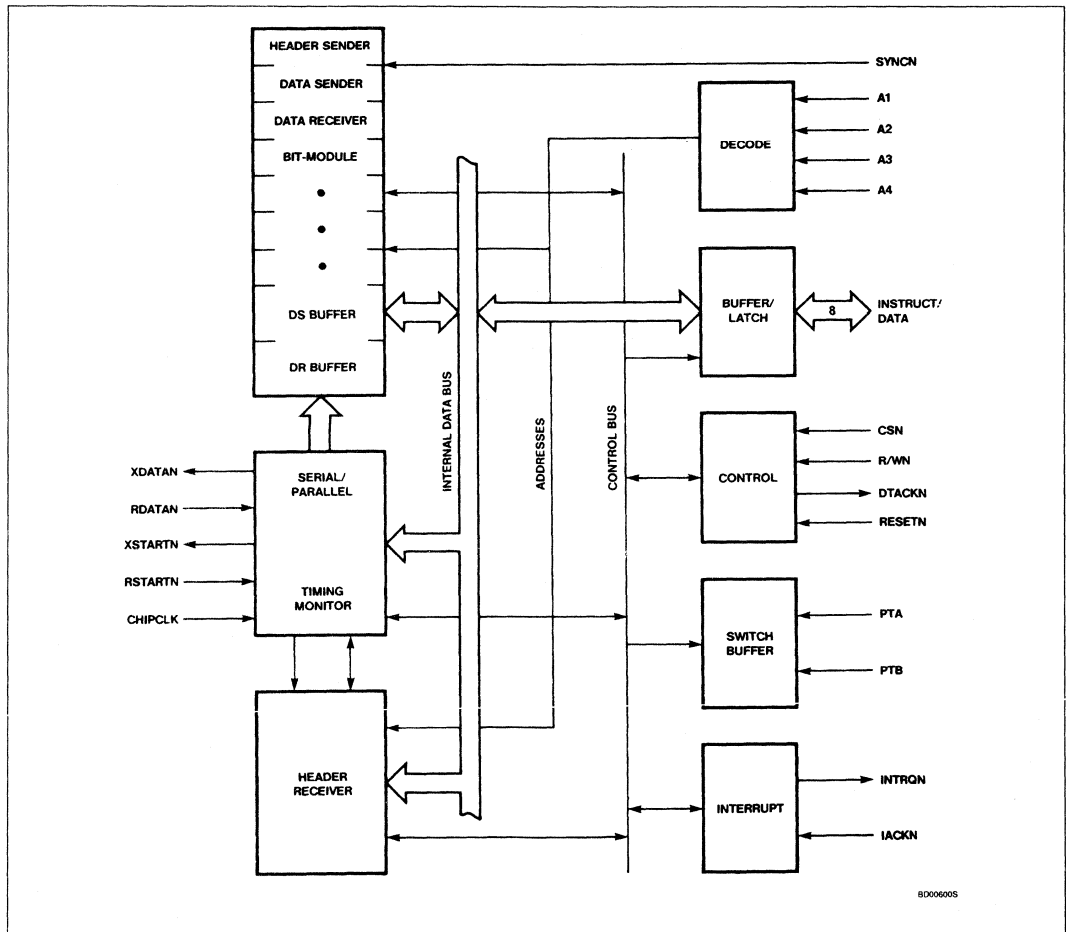 HEADER SENDER
DATA SENDER
DATA RECEIVER
BIT-MODULE
DS BUFFER
DR BUFFER
SYNCN
A1
A2
A3
A4
DECODE
BUFFER/
LATCH
8
INSTRUCT/
DATA
INTERNAL DATA BUS
ADDRESSES
CONTROL BUS
CONTROL
CSN
R/WN
DTACKN
RESETN
XDATAN
RDATAN
XSTARTN
RSTARTN
CHIPCLK
SERIAL/
PARALLEL
TIMING
MONITOR
SWITCH
BUFFER
PTA
PTB
HEADER
RECEIVER
INTERRUPT
INTRQN
IACKN
BD00600S